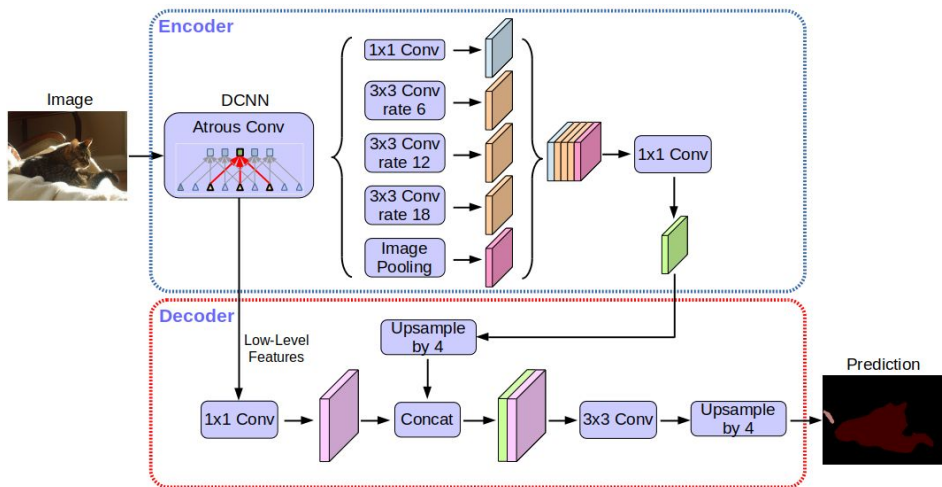 Encoder
Image
DCNN
Atrous Conv
1x1 Conv
3x3 Conv
rate 6
3x3 Conv
rate 12
3x3 Conv
rate 18
Image
Pooling
1x1 Conv
Decoder
Low-Level
Features
Upsample
by 4
1x1 Conv
Concat
3x3 Conv
Upsample
by 4
Prediction